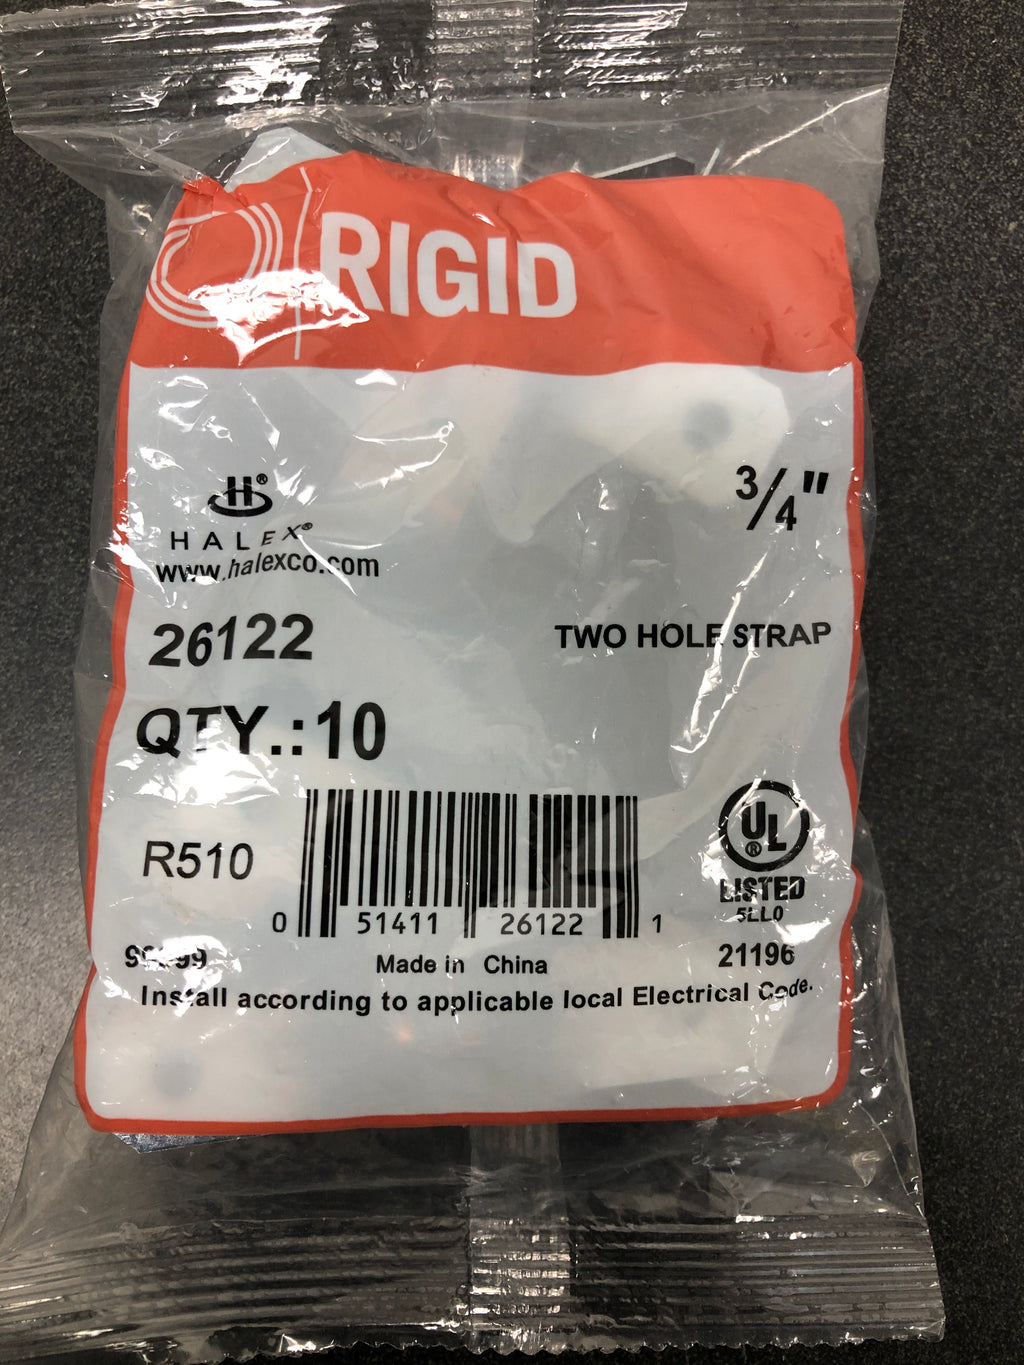 RIGID
H®
HALEX®
www.halexco.com
3/4"
26122
TWO HOLE STRAP
QTY.:10
R510
UL®
LISTED
5LL0
0 51411 26122 1
21196
Made in China
Install according to applicable local Electrical Code.